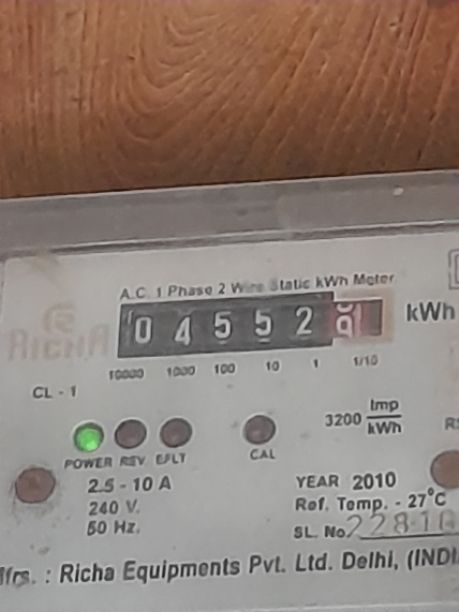 A.C. 1 Phase 2 Wire Static kWh Meter
RICHA
0 4 5 5 2
kWh
10000 1000 100 10 1 1/10
CL - 1
3200 Imp/kWh
POWER REV. E/FLT CAL
2.5 - 10 A
240 V.
50 Hz.
YEAR 2010
Ref. Temp. - 27°C
SL. No.
Mfrs. : Richa Equipments Pvt. Ltd. Delhi,